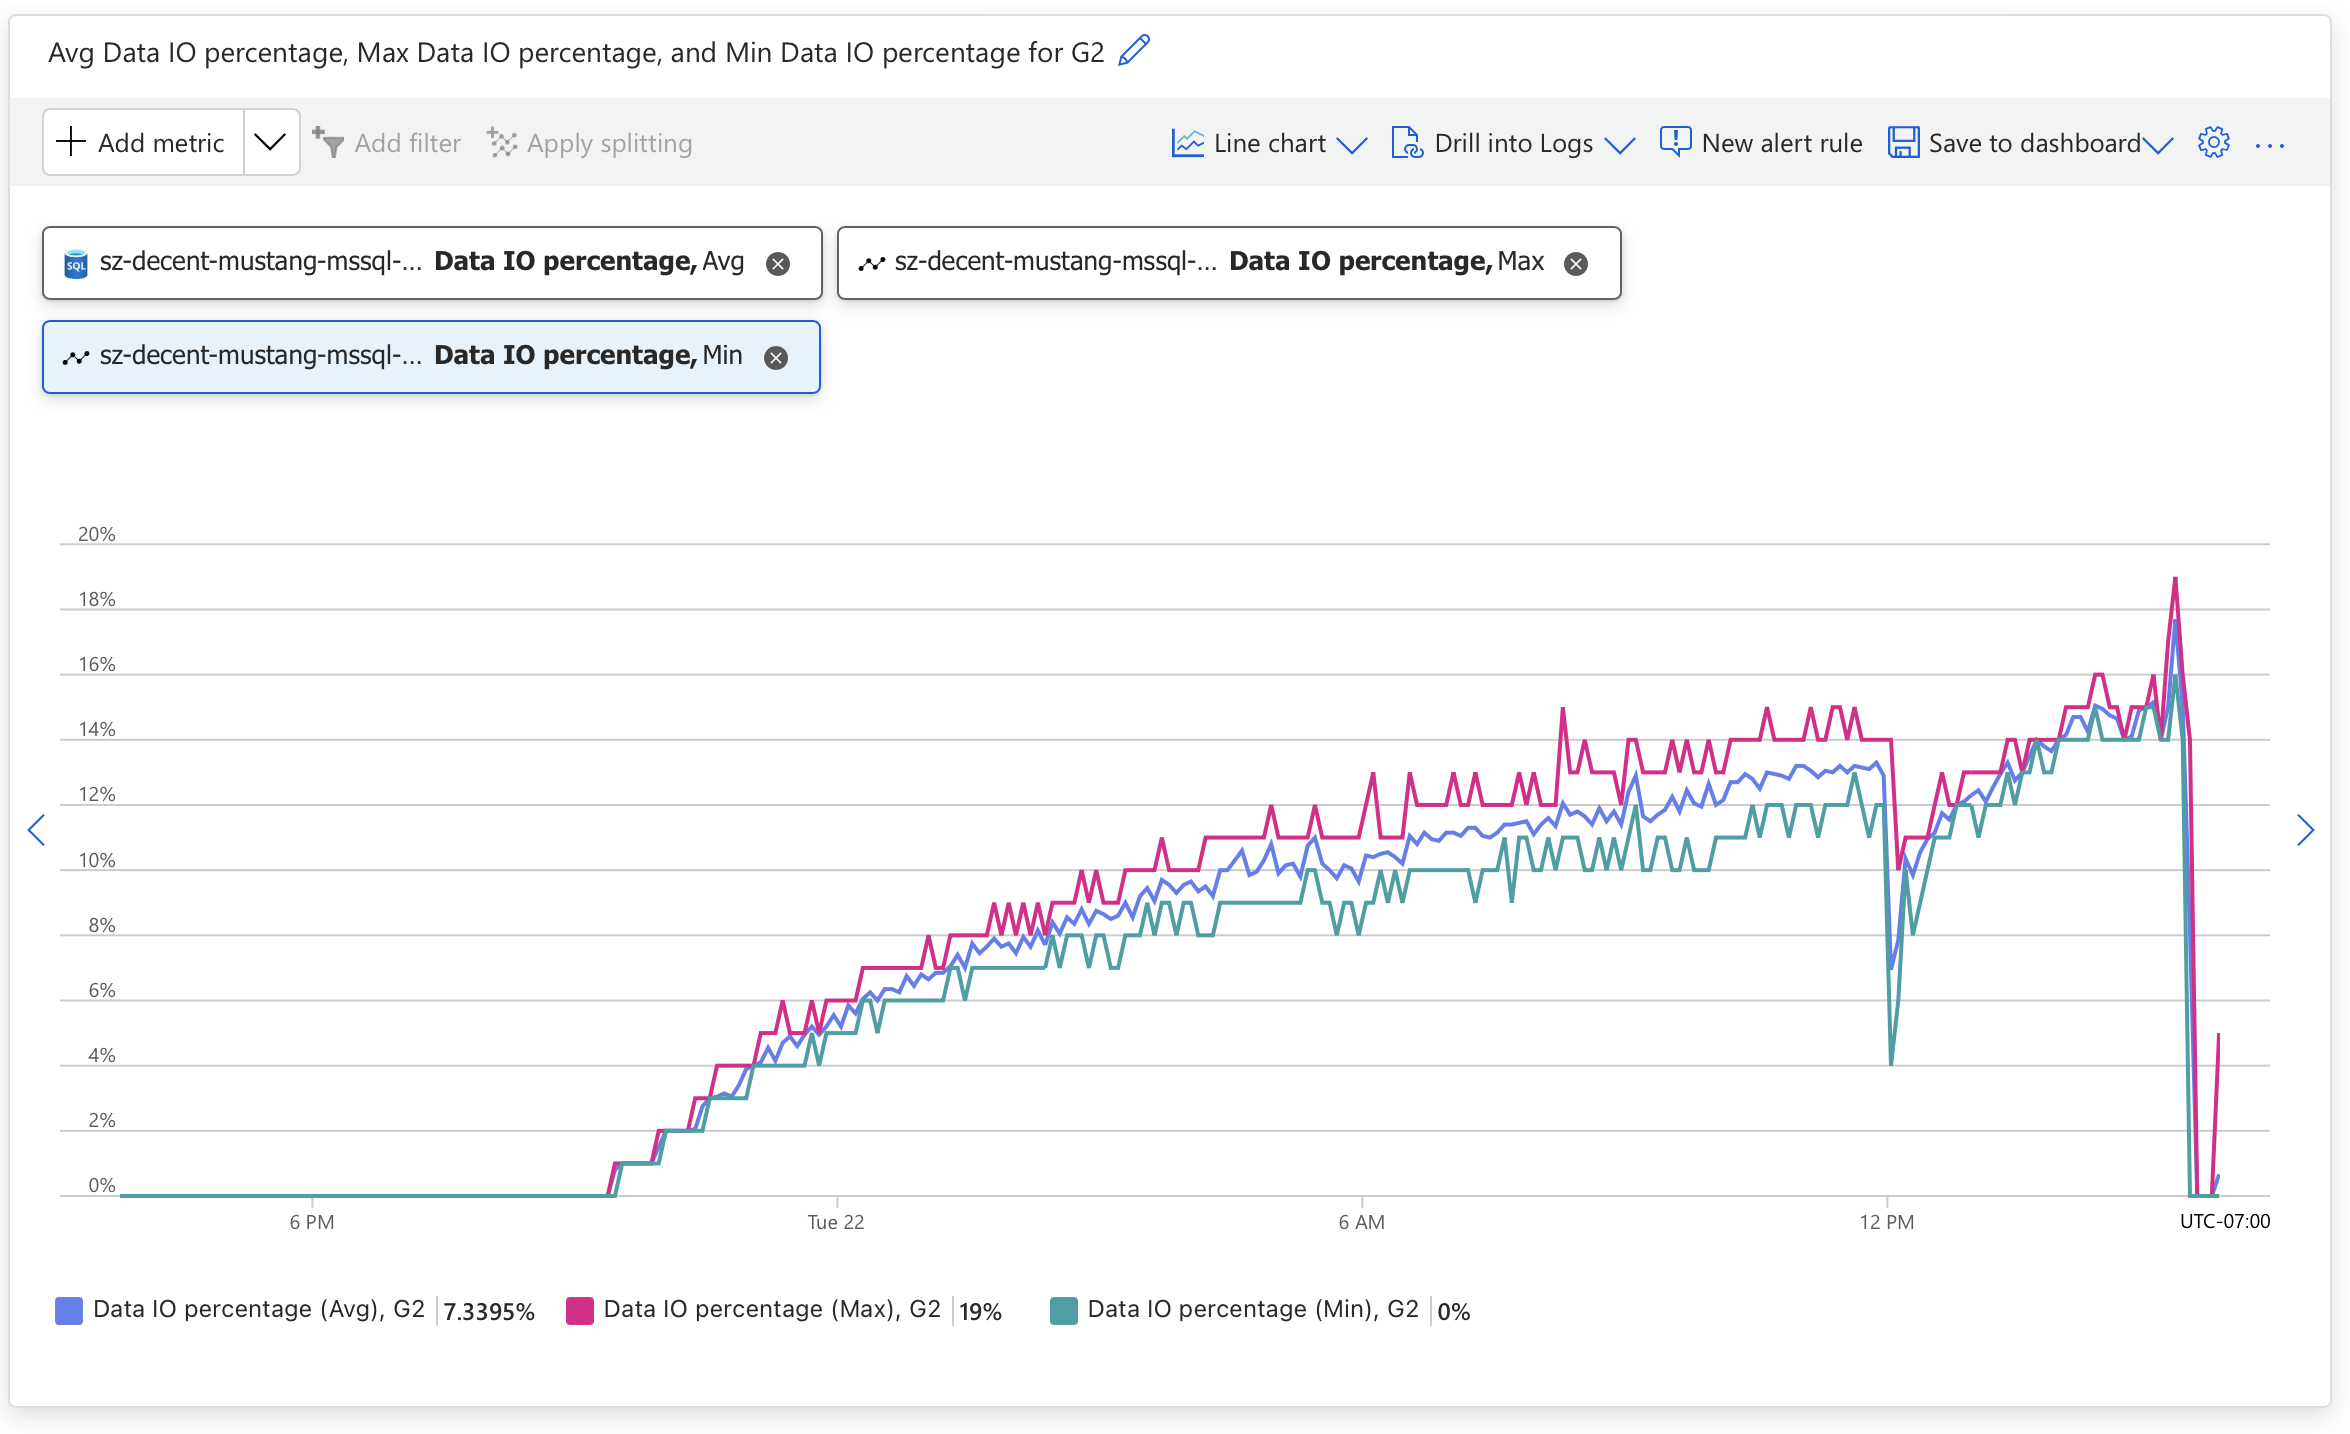 Avg Data IO percentage, Max Data IO percentage, and Min Data IO percentage for G2
Add metric Add filter Apply splitting Line chart Drill into Logs New alert rule Save to dashboard ...
SQL sz-decent-mustang-mssql-... Data IO percentage, Avg sz-decent-mustang-mssql-... Data IO percentage, Max
sz-decent-mustang-mssql-... Data IO percentage, Min
20%
18%
16%
14%
12%
10%
8%
6%
4%
2%
0%
6 PM Tue 22 6 AM 12 PM UTC-07:00
Data IO percentage (Avg), G2 7.3395% Data IO percentage (Max), G2 19% Data IO percentage (Min), G2 0%